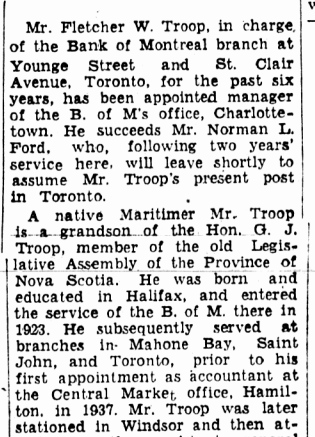 Mr. Fletcher W. Troop, in charge
of the Bank of Montreal branch at
Younge Street and St. Clair
Avenue, Toronto, for the past six
years, has been appointed manager
of the B. of M's office, Charlotte-
town. He succeeds Mr. Norman L.
Ford, who, following two years'
service here, will leave shortly to
assume Mr. Troop's present post
in Toronto.
A native Maritimer Mr. Troop
is a grandson of the Hon. G. J.
Troop, member of the old Legis-
lative Assembly of the Province of
Nova Scotia. He was born and
educated in Halifax, and entered
the service of the B. of M. there in
1923. He subsequently served at
branches in Mahone Bay, Saint
John, and Toronto, prior to his
first appointment as accountant at
the Central Market office, Hamil-
ton, in 1937. Mr. Troop was later
stationed in Windsor and then at-